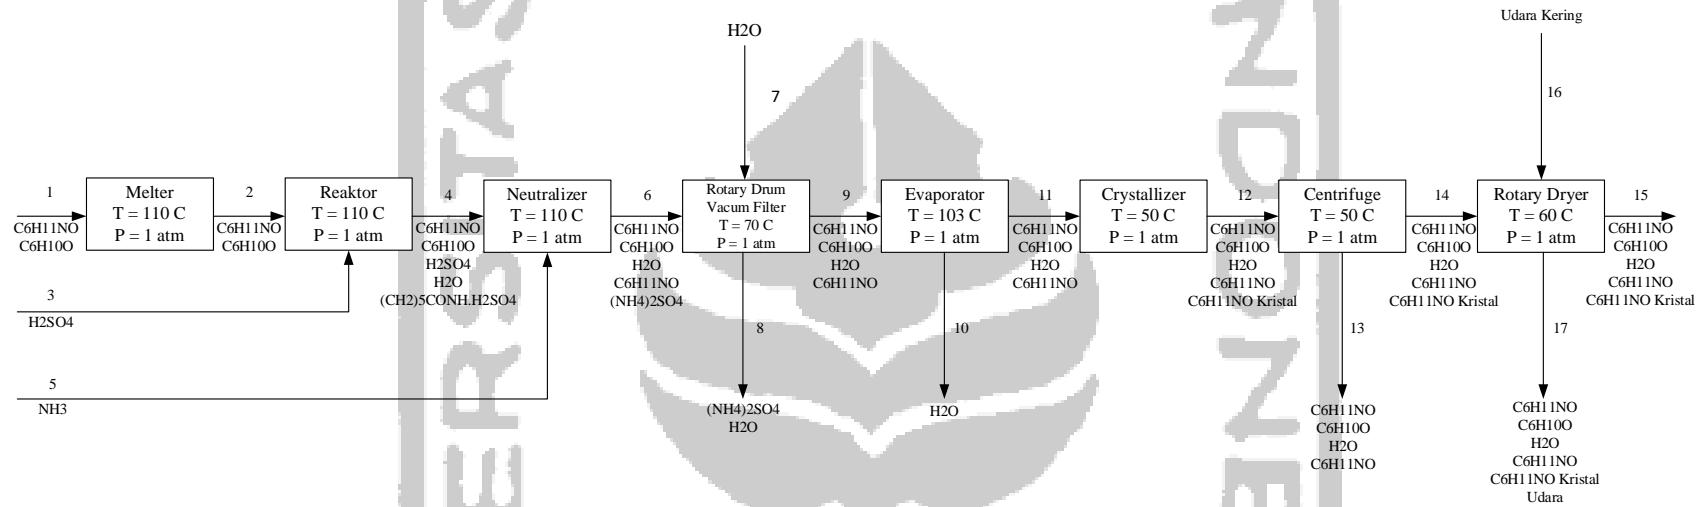 Udara Kering
H2O
7
16
1
Melter
T = 110 C
P = 1 atm
2
Reaktor
T = 110 C
P = 1 atm
4
Neutralizer
T = 110 C
P = 1 atm
6
Rotary Drum
Vacum Filter
T = 70 C
P = 1 atm
9
Evaporator
T = 103 C
P = 1 atm
11
Crystallizer
T = 50 C
P = 1 atm
12
Centrifuge
T = 50 C
P = 1 atm
14
Rotary Dryer
T = 60 C
P = 1 atm
15
C6H11NO
C6H10O
C6H11NO
C6H10O
C6H11NO
C6H10O
H2SO4
H2O
(CH2)5CONH.H2SO4
C6H11NO
C6H10O
H2O
C6H11NO
(NH4)2SO4
C6H11NO
C6H10O
H2O
C6H11NO
C6H11NO
C6H10O
H2O
C6H11NO
C6H11NO
C6H10O
H2O
C6H11NO
C6H11NO Kristal
C6H11NO
C6H10O
H2O
C6H11NO
C6H11NO Kristal
C6H11NO
C6H10O
H2O
C6H11NO
C6H11NO Kristal
3
H2SO4
8
10
13
17
5
NH3
(NH4)2SO4
H2O
H2O
C6H11NO
C6H10O
H2O
C6H11NO
C6H11NO
C6H10O
H2O
C6H11NO
C6H11NO Kristal
Udara